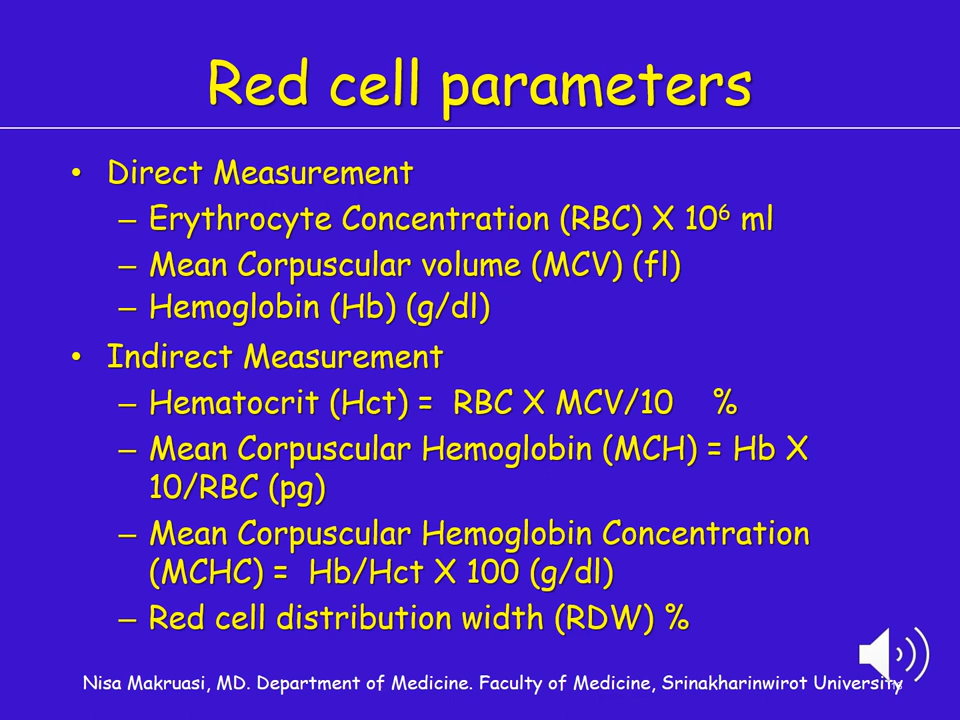 Red cell parameters
• Direct Measurement
– Erythrocyte Concentration (RBC) X 10⁶ ml
– Mean Corpuscular volume (MCV) (fl)
– Hemoglobin (Hb) (g/dl)
• Indirect Measurement
– Hematocrit (Hct) = RBC X MCV/10 %
– Mean Corpuscular Hemoglobin (MCH) = Hb X
10/RBC (pg)
– Mean Corpuscular Hemoglobin Concentration
(MCHC) = Hb/Hct X 100 (g/dl)
– Red cell distribution width (RDW) %
Nisa Makruasi, MD. Department of Medicine. Faculty of Medicine, Srinakharinwirot University